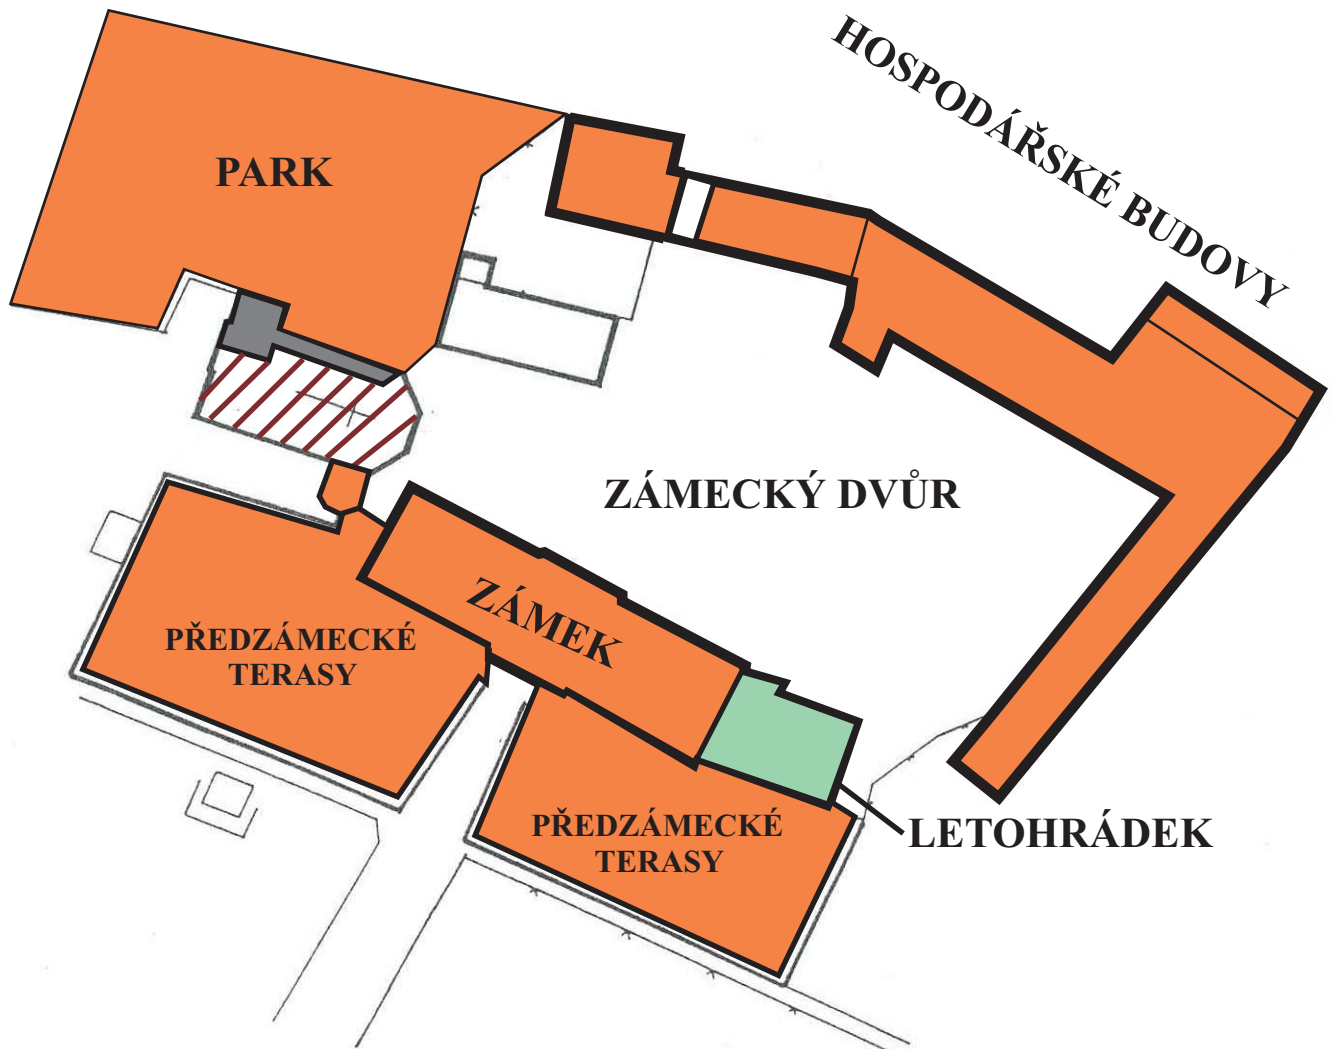 HOSPODÁŘSKÉ BUDOVY
PARK
ZÁMECKÝ DVŮR
ZÁMEK
PŘEDZÁMECKÉ
TERASY
PŘEDZÁMECKÉ
TERASY
LETOHRÁDEK